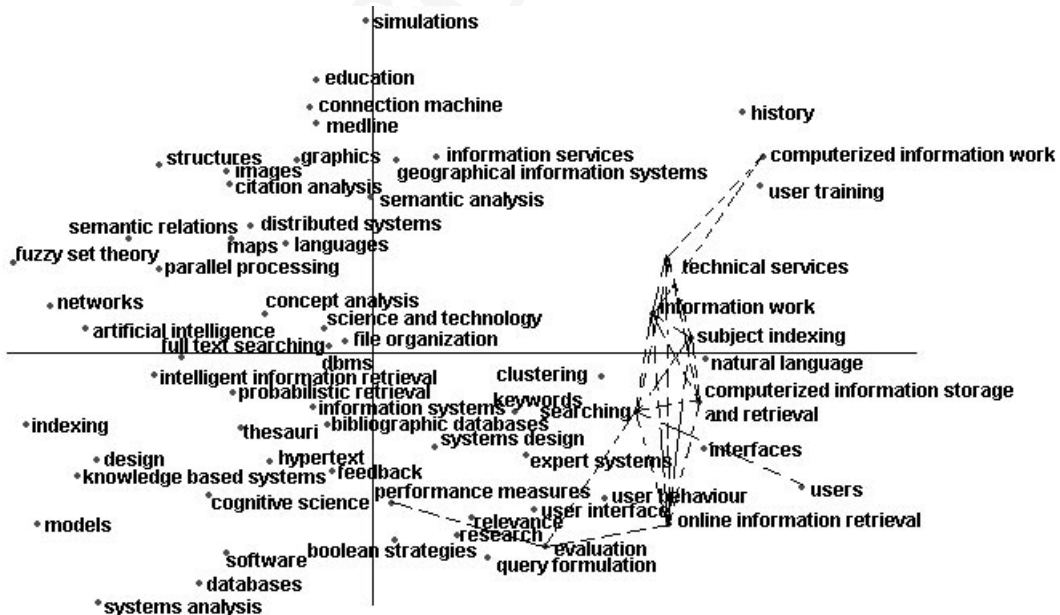 simulations
education
connection machine
history
medline
structures
graphics
information services
computerized information work
images
geographical information systems
citation analysis
user training
semantic analysis
semantic relations
distributed systems
maps
languages
fuzzy set theory
parallel processing
technical services
networks
concept analysis
information work
science and technology
artificial intelligence
subject indexing
full text searching
file organization
dbms
natural language
intelligent information retrieval
clustering
probabilistic retrieval
keywords
computerized information storage
and retrieval
information systems
searching
indexing
thesauri
bibliographic databases
systems design
interfaces
design
hypertext
expert systems
knowledge based systems
feedback
users
cognitive science
performance measures
user behaviour
user interface
models
relevance
online information retrieval
research
boolean strategies
evaluation
software
query formulation
databases
systems analysis